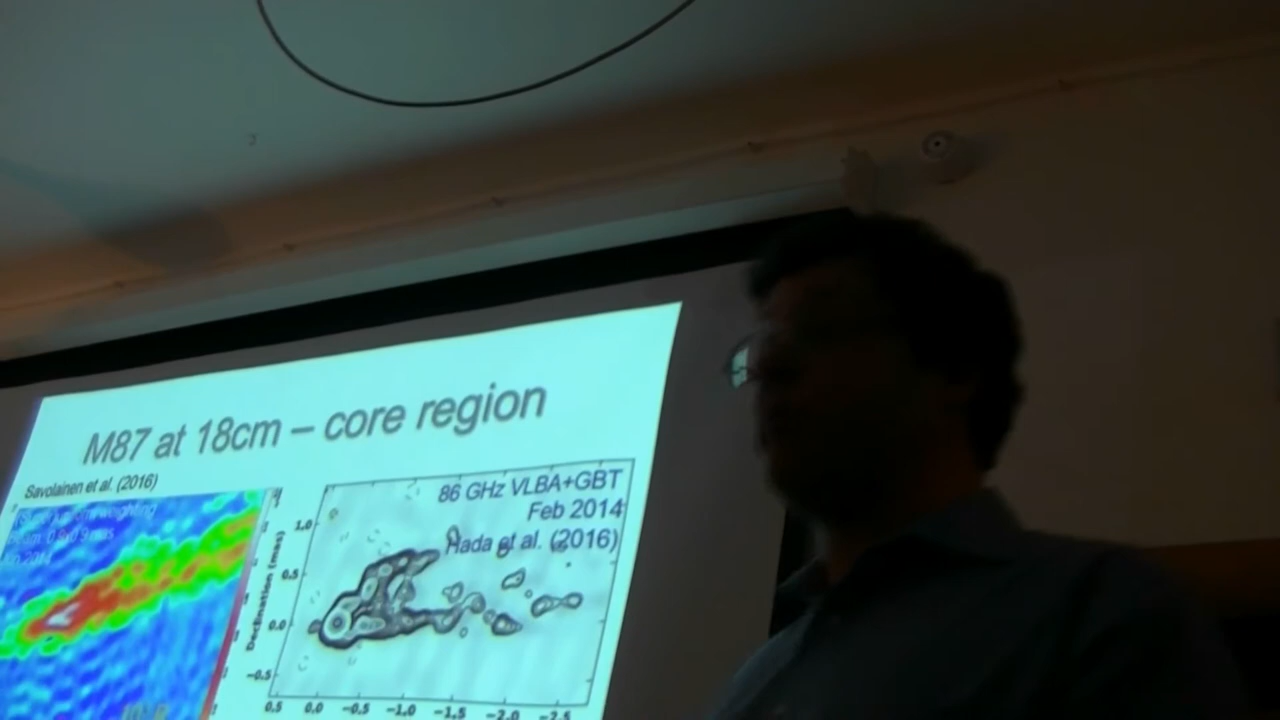 M87 at 18cm – core region
Savolainen et al. (2016)
weighting
86 GHz VLBA+GBT
Feb 2014
Hada et al. (2016)
Declination (mas)
1.0
0.5
0.0
−0.5
0.5 0.0 −0.5 −1.0 −1.5 −2.0 −2.5